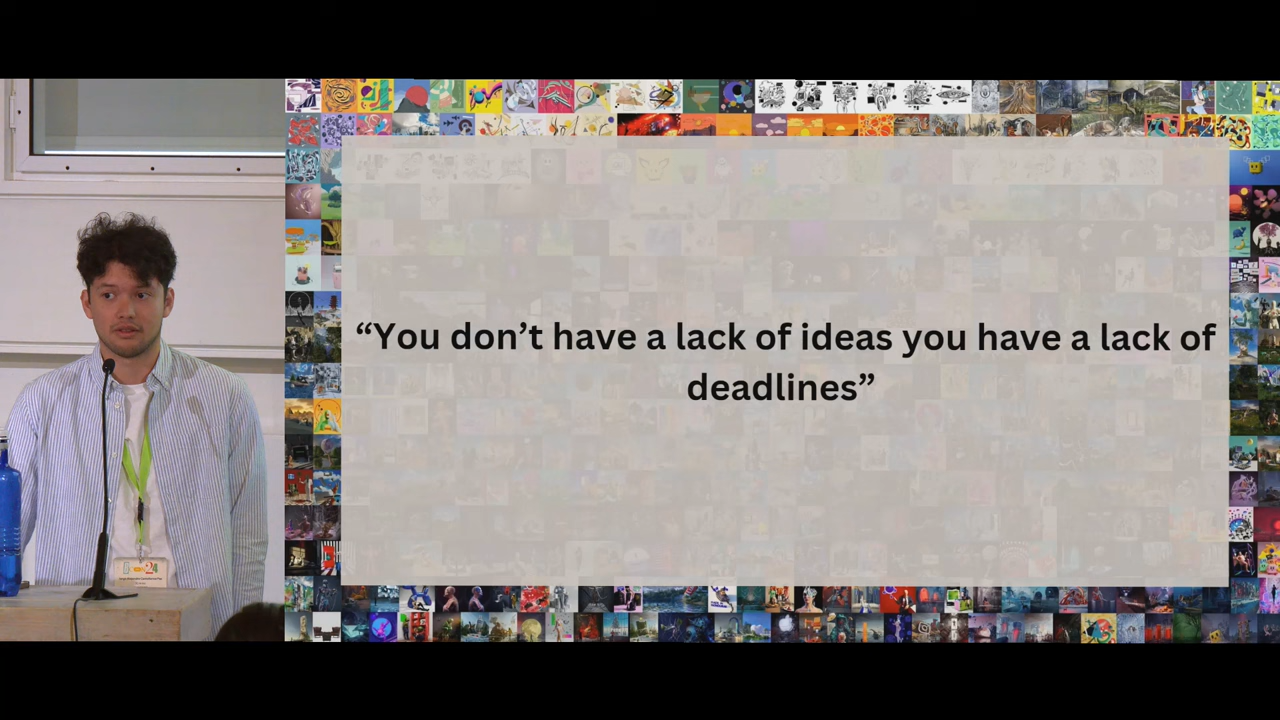 “You don’t have a lack of ideas you have a lack of
deadlines”